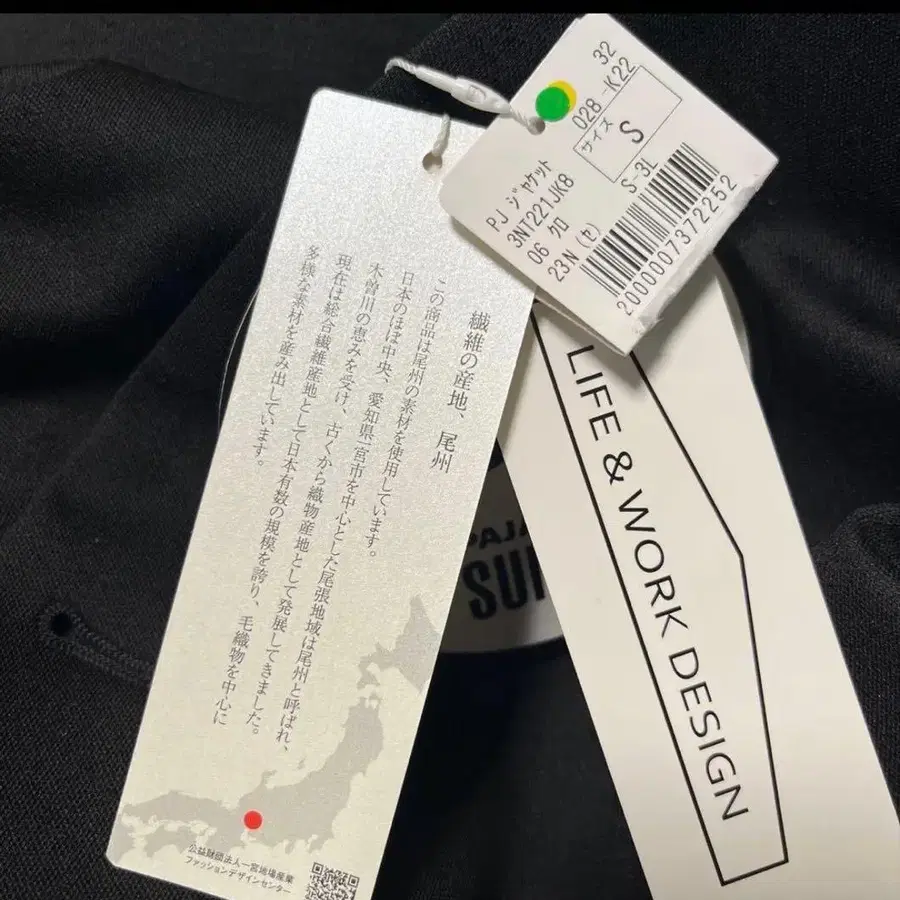 繊維の産地、尾州
この商品は尾州の素材を使用しています。
日本のほぼ中央、愛知県一宮市を中心とした尾張地域は尾州と呼ばれ、
木曽川の恵みを受け、古くから織物産地として発展してきました。
現在は総合繊維産地として日本有数の規模を誇り、毛織物を中心に
多様な素材を産み出しています。
公益財団法人一宮地場産業
ファッションデザインセンター
32
028-K22
サイズ
S
PJ ジャケット
3NT221JK8
06 クロ
23N (セ)
S-3L
2000007372252
LIFE & WORK DESIGN
PAJA
SUI